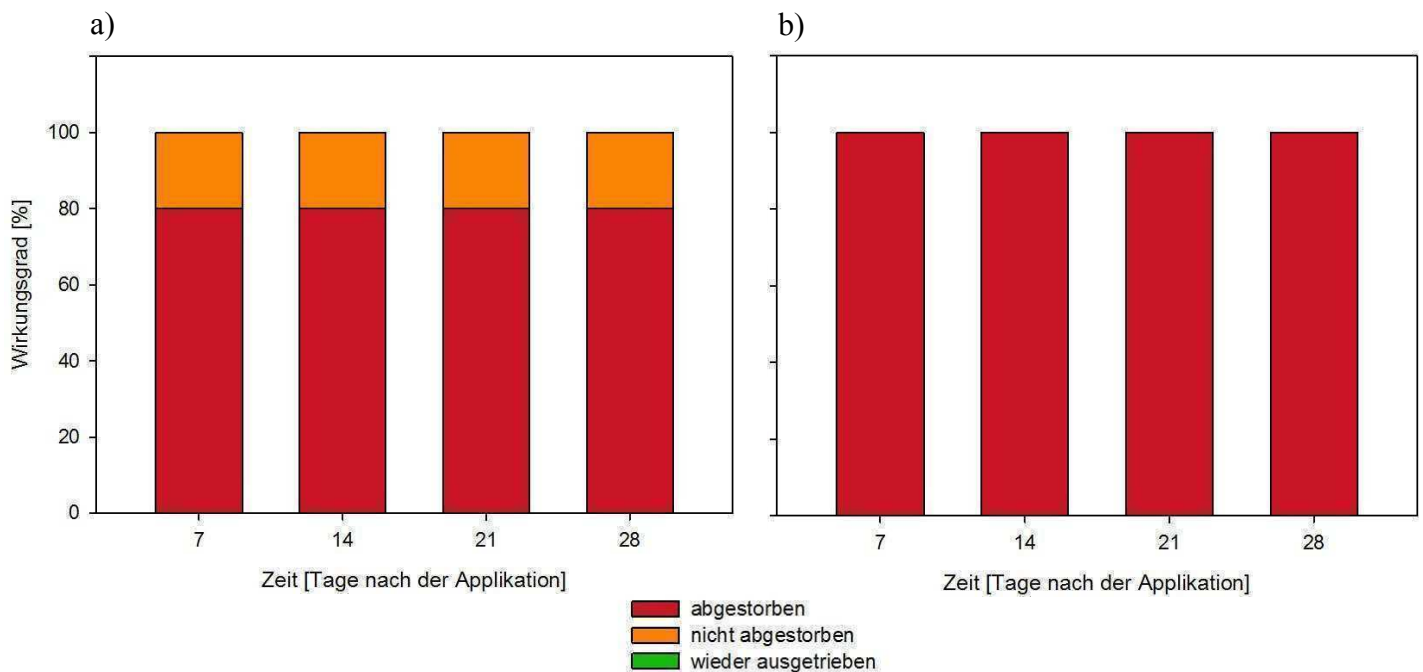 a)
b)
100
80
60
40
20
0
Wirkungsgrad [%]
7 14 21 28
7 14 21 28
Zeit [Tage nach der Applikation]
Zeit [Tage nach der Applikation]
abgestorben
nicht abgestorben
wieder ausgetrieben